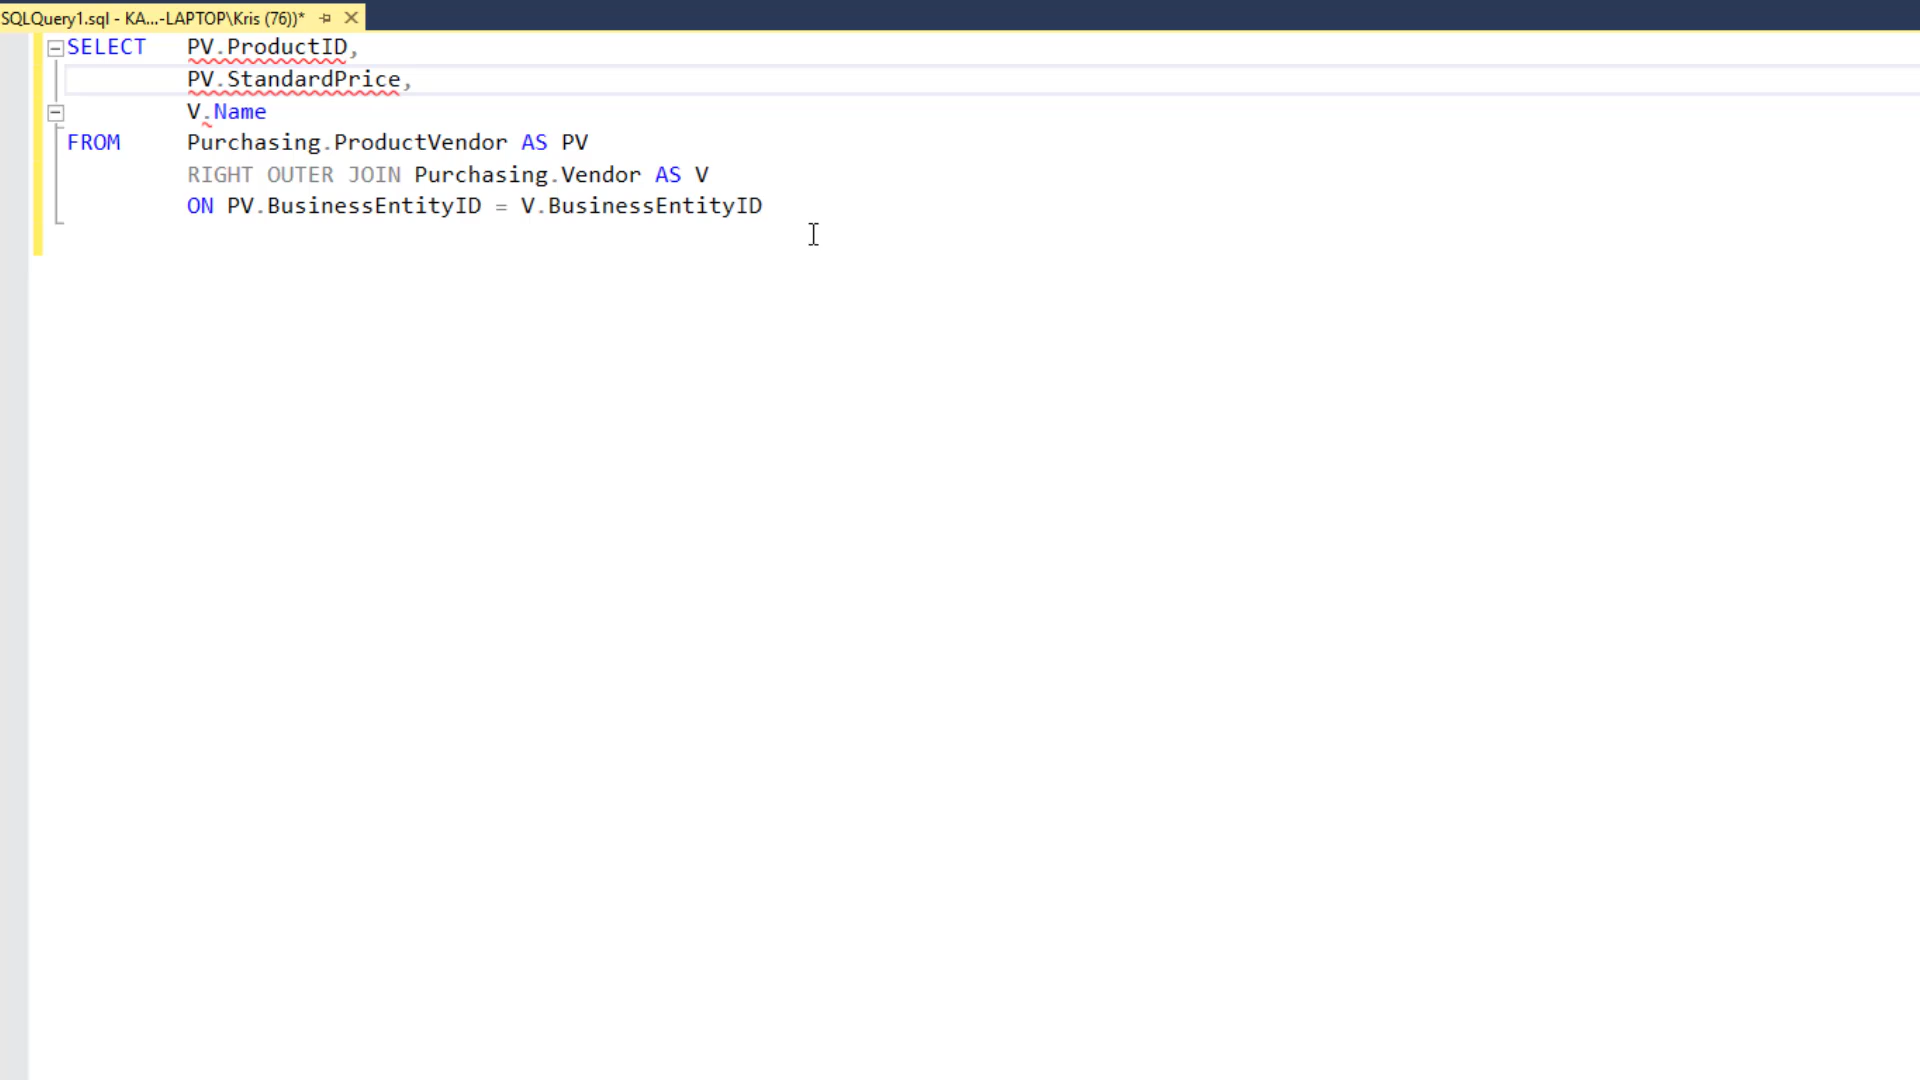 SQLQuery1.sql - KA...-LAPTOP\Kris (76))*
SELECT PV.ProductID,
PV.StandardPrice,
V.Name
FROM Purchasing.ProductVendor AS PV
RIGHT OUTER JOIN Purchasing.Vendor AS V
ON PV.BusinessEntityID = V.BusinessEntityID